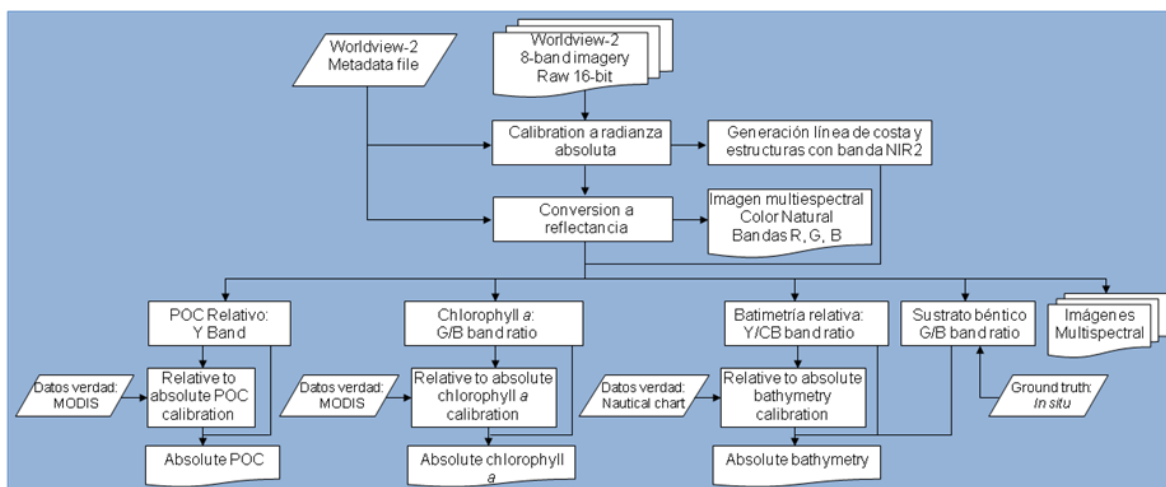 Worldview-2
Metadata file
Worldview-2
8-band imagery
Raw 16-bit
Calibration a radianza
absoluta
Generación línea de costa y
estructuras con banda NIR2
Conversion a
reflectancia
Imagen multiespectral
Color Natural
Bandas R, G, B
POC Relativo:
Y Band
Chlorophyll a:
G/B band ratio
Batimetría relativa:
Y/CB band ratio
Sustrato béntico
G/B band ratio
Imágenes
Multispectral
Datos verdad:
MODIS
Relative to
absolute POC
calibration
Datos verdad:
MODIS
Relative to absolute
chlorophyll a
calibration
Datos verdad:
Nautical chart
Relative to absolute
bathymetry
calibration
Ground truth:
In situ
Absolute POC
Absolute chlorophyll
a
Absolute bathymetry